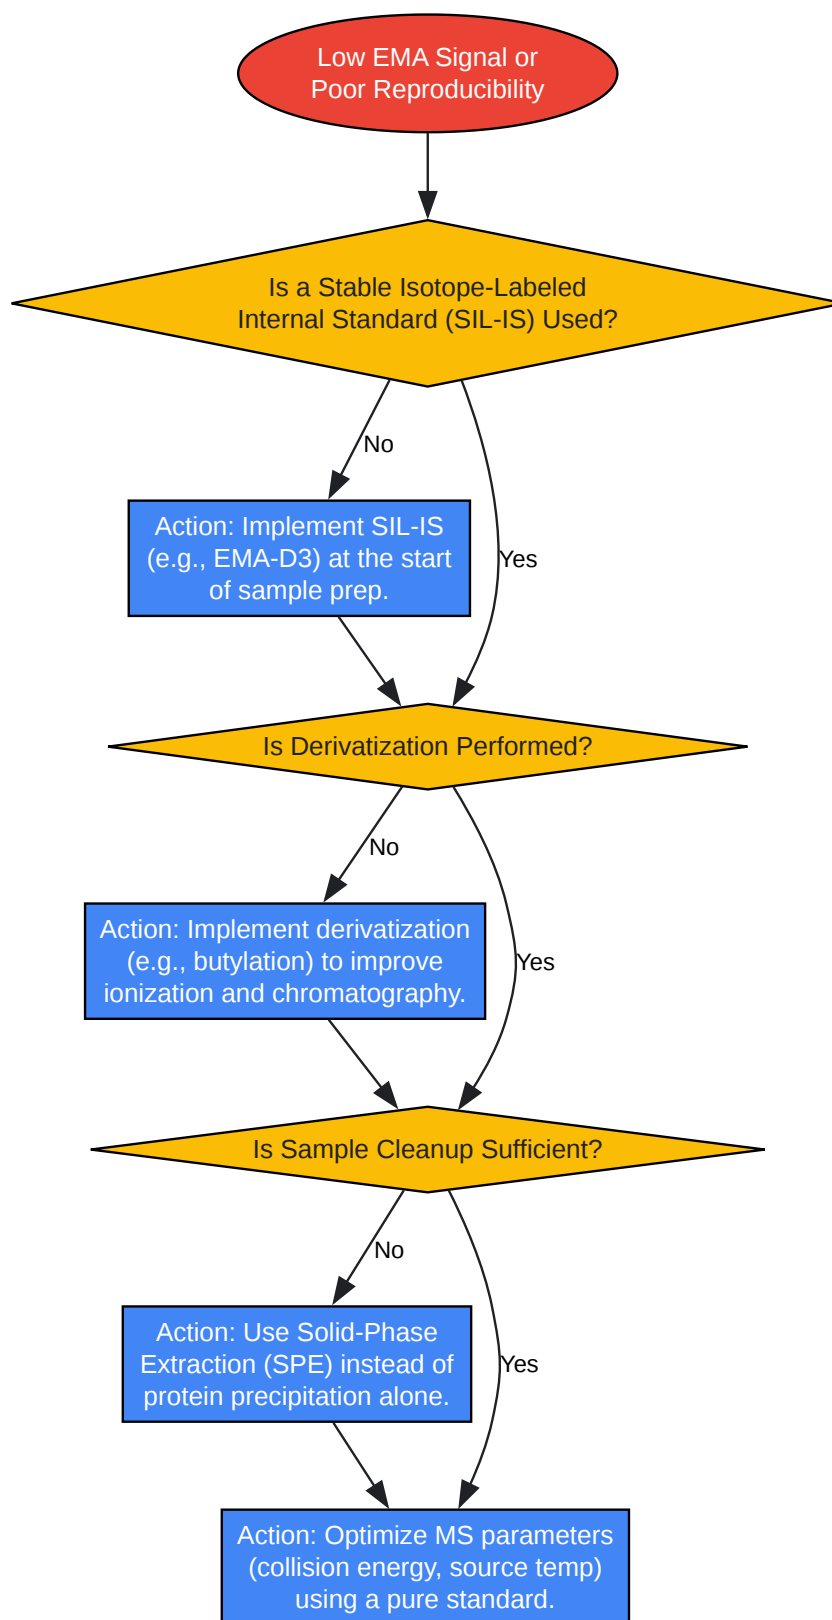 Low EMA Signal or
Poor Reproducibility
Is a Stable Isotope-Labeled
Internal Standard (SIL-IS) Used?
No
Action: Implement SIL-IS
(e.g., EMA-D3) at the start
of sample prep.
Yes
Is Derivatization Performed?
No
Action: Implement derivatization
(e.g., butylation) to improve
ionization and chromatography.
Yes
Is Sample Cleanup Sufficient?
No
Action: Use Solid-Phase
Extraction (SPE) instead of
protein precipitation alone.
Yes
Action: Optimize MS parameters
(collision energy, source temp)
using a pure standard.